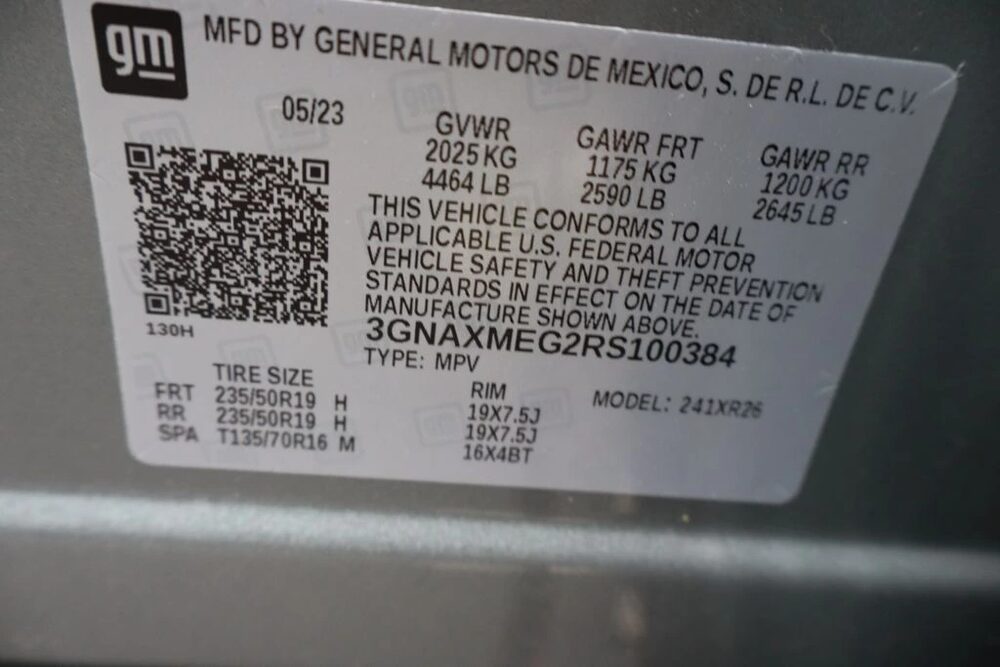 gm
MFD BY GENERAL MOTORS DE MEXICO, S. DE R.L. DE C.V.
05/23
GVWR GAWR FRT GAWR RR
2025 KG 1175 KG 1200 KG
4464 LB 2590 LB 2645 LB
THIS VEHICLE CONFORMS TO ALL
APPLICABLE U.S. FEDERAL MOTOR
VEHICLE SAFETY AND THEFT PREVENTION
STANDARDS IN EFFECT ON THE DATE OF
MANUFACTURE SHOWN ABOVE.
130H
3GNAXMEG2RS100384
TYPE: MPV
TIRE SIZE RIM MODEL: 241XR26
FRT 235/50R19 H 19X7.5J
RR 235/50R19 H 19X7.5J
SPA T135/70R16 M 16X4BT